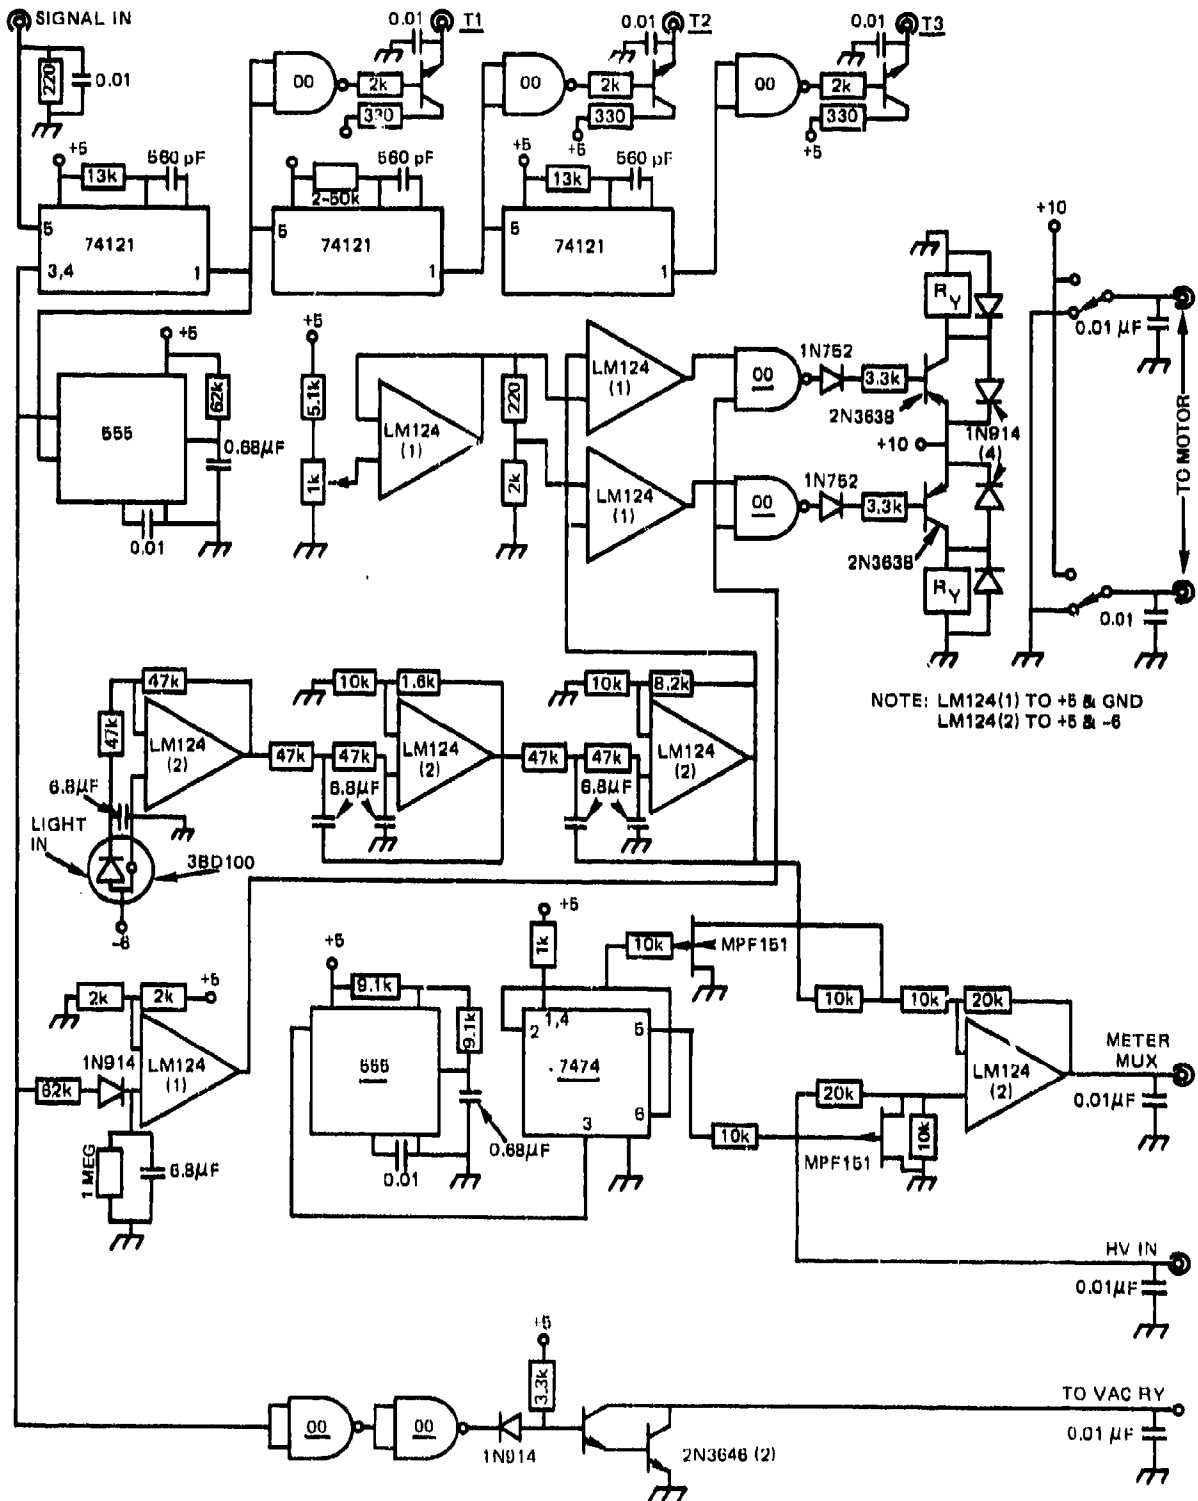 SIGNAL IN
0.01
T1
0.01
T2
0.01
T3
220
0.01
00
2k
330
00
2k
330
+5
00
2k
330
+5
+5
13k
560 pF
2-50k
560 pF
+5
13k
560 pF
5
74121
3,4
1
5
74121
1
5
74121
1
+10
RY
0.01 µF
+5
62k
555
0.68µF
0.01
+5
5.1k
1k
LM124
(1)
220
2k
LM124
(1)
LM124
(1)
00
1N752
3.3k
2N3638
+10
1N914
(4)
00
1N752
3.3k
2N3638
RY
TO MOTOR
0.01
NOTE: LM124(1) TO +5 & GND
LM124(2) TO +5 & -6
47k
47k
LM124
(2)
6.8µF
LIGHT
IN
3BD100
-6
10k
1.6k
47k
47k
LM124
(2)
6.8µF
10k
8.2k
47k
47k
LM124
(2)
6.8µF
2k
2k
+5
1N914
62k
LM124
(1)
1 MEG
6.8µF
+5
9.1k
9.1k
555
0.01
0.68µF
+5
1k
2
1,4
5
7474
3
6
10k
MPF151
10k
10k
20k
LM124
(2)
METER
MUX
0.01µF
20k
10k
10k
MPF151
HV IN
0.01µF
00
00
1N914
+5
3.3k
2N3646 (2)
TO VAC RY
0.01 µF